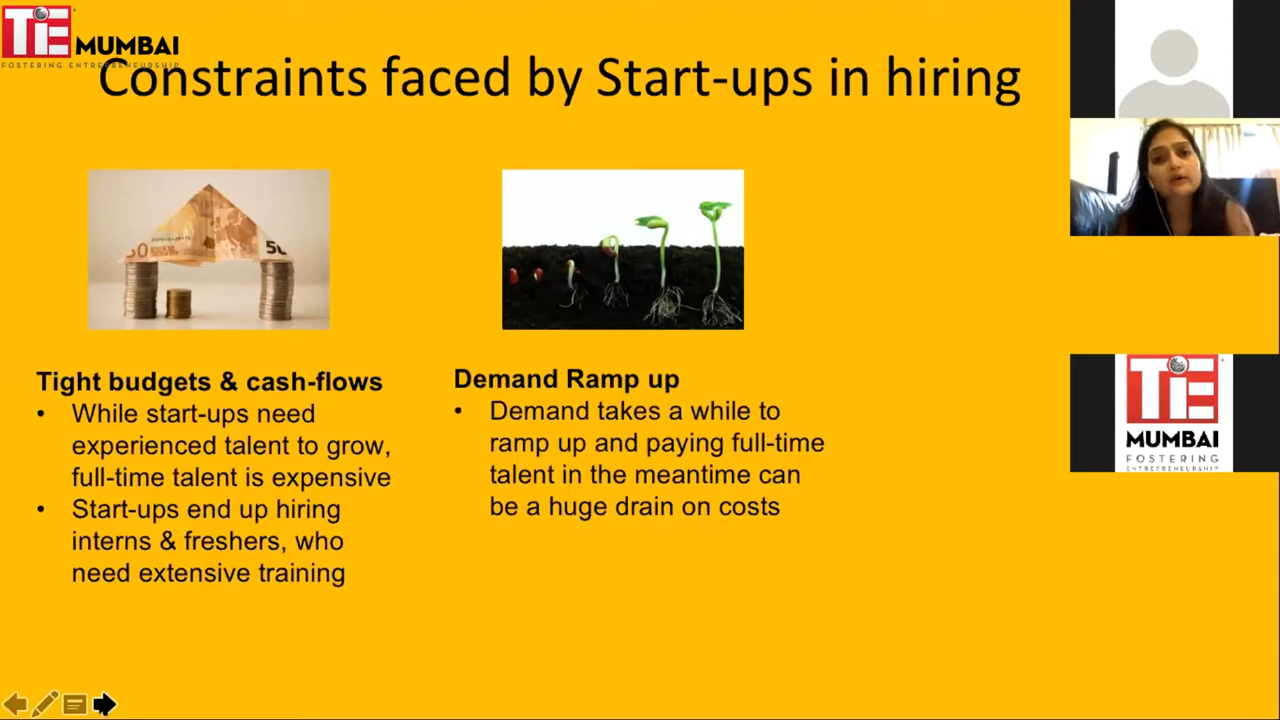 TiE MUMBAI
FOSTERING ENTREPRENEURSHIP
Constraints faced by Start-ups in hiring
50
50
Tight budgets & cash-flows
• While start-ups need
experienced talent to grow,
full-time talent is expensive
• Start-ups end up hiring
interns & freshers, who
need extensive training
Demand Ramp up
• Demand takes a while to
ramp up and paying full-time
talent in the meantime can
be a huge drain on costs
TiE
MUMBAI
FOSTERING
ENTREPRENEURSHIP